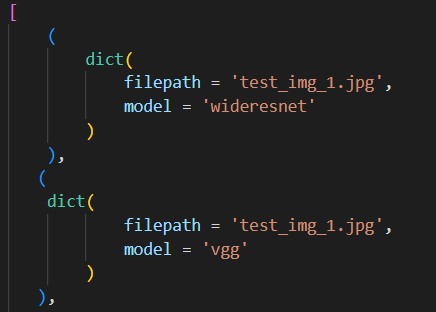 [
(
dict(
filepath = 'test_img_1.jpg',
model = 'wideresnet'
)
),
(
dict(
filepath = 'test_img_1.jpg',
model = 'vgg'
)
),